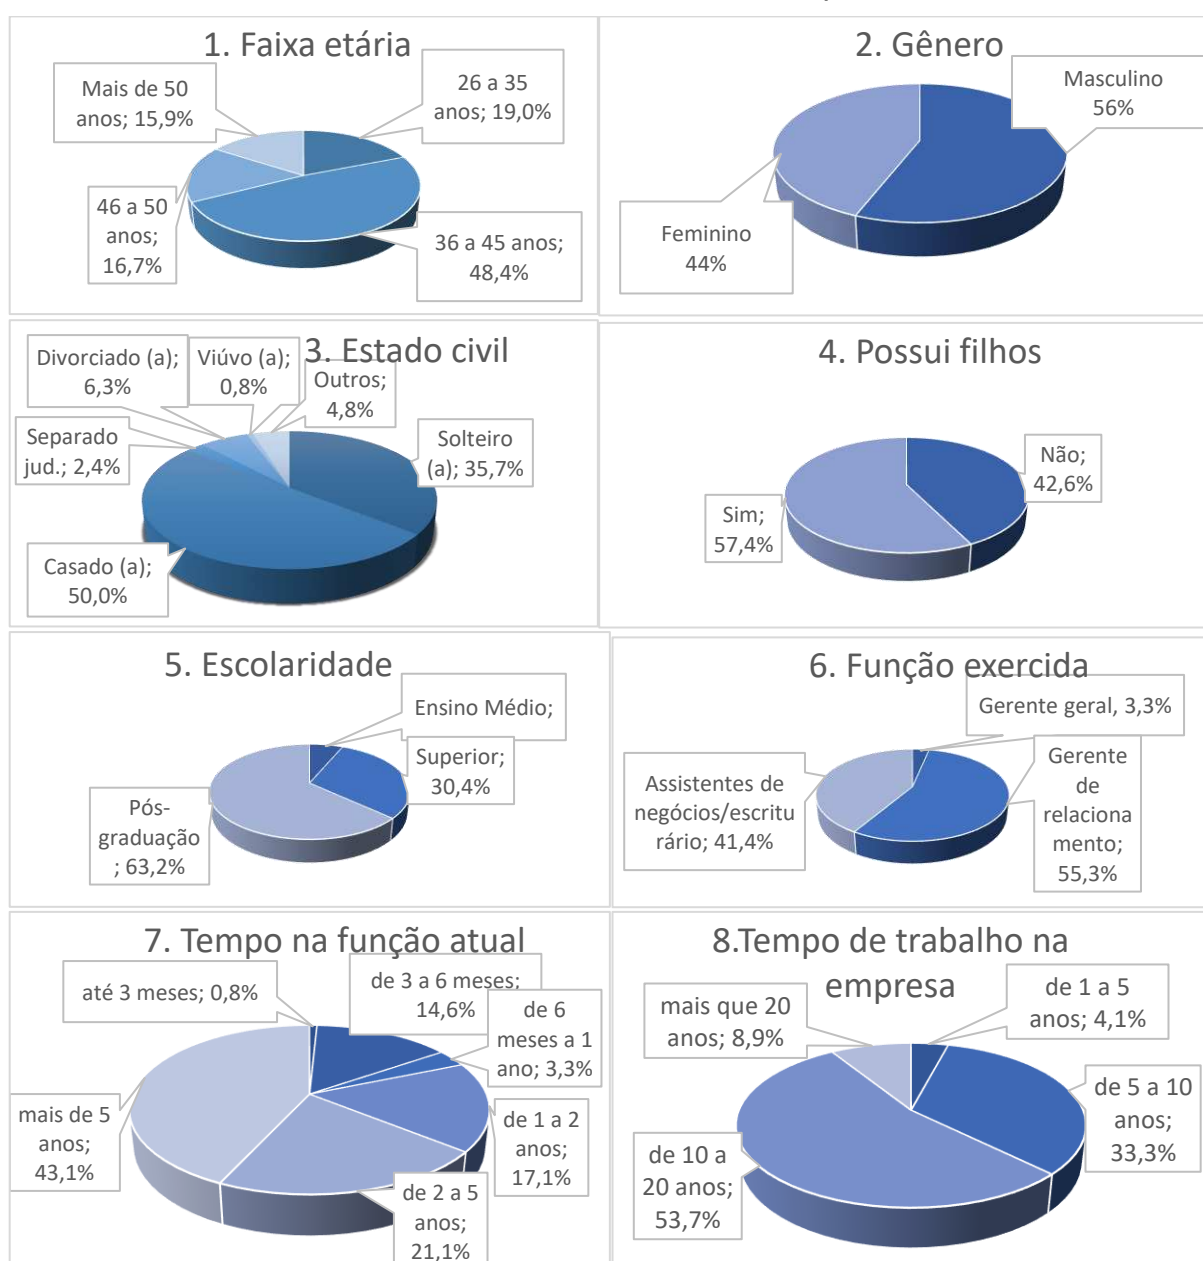 1. Faixa etária
Mais de 50
anos; 15,9%
26 a 35
anos; 19,0%
46 a 50
anos;
16,7%
36 a 45 anos;
48,4%
2. Gênero
Masculino
56%
Feminino
44%
3. Estado civil
Divorciado (a);
6,3%
Viúvo (a);
0,8%
Outros;
4,8%
Separado
jud.; 2,4%
Solteiro
(a); 35,7%
Casado (a);
50,0%
4. Possui filhos
Não;
42,6%
Sim;
57,4%
5. Escolaridade
Ensino Médio;
Superior;
30,4%
Pós-
graduação
; 63,2%
6. Função exercida
Gerente geral, 3,3%
Assistentes de
negócios/escritu
rário; 41,4%
Gerente
de
relaciona
mento;
55,3%
7. Tempo na função atual
até 3 meses; 0,8%
de 3 a 6 meses;
14,6%
de 6
meses a 1
ano; 3,3%
mais de 5
anos;
43,1%
de 1 a 2
anos;
17,1%
de 2 a 5
anos;
21,1%
8.Tempo de trabalho na
empresa
mais que 20
anos; 8,9%
de 1 a 5
anos; 4,1%
de 5 a 10
anos;
33,3%
de 10 a
20 anos;
53,7%